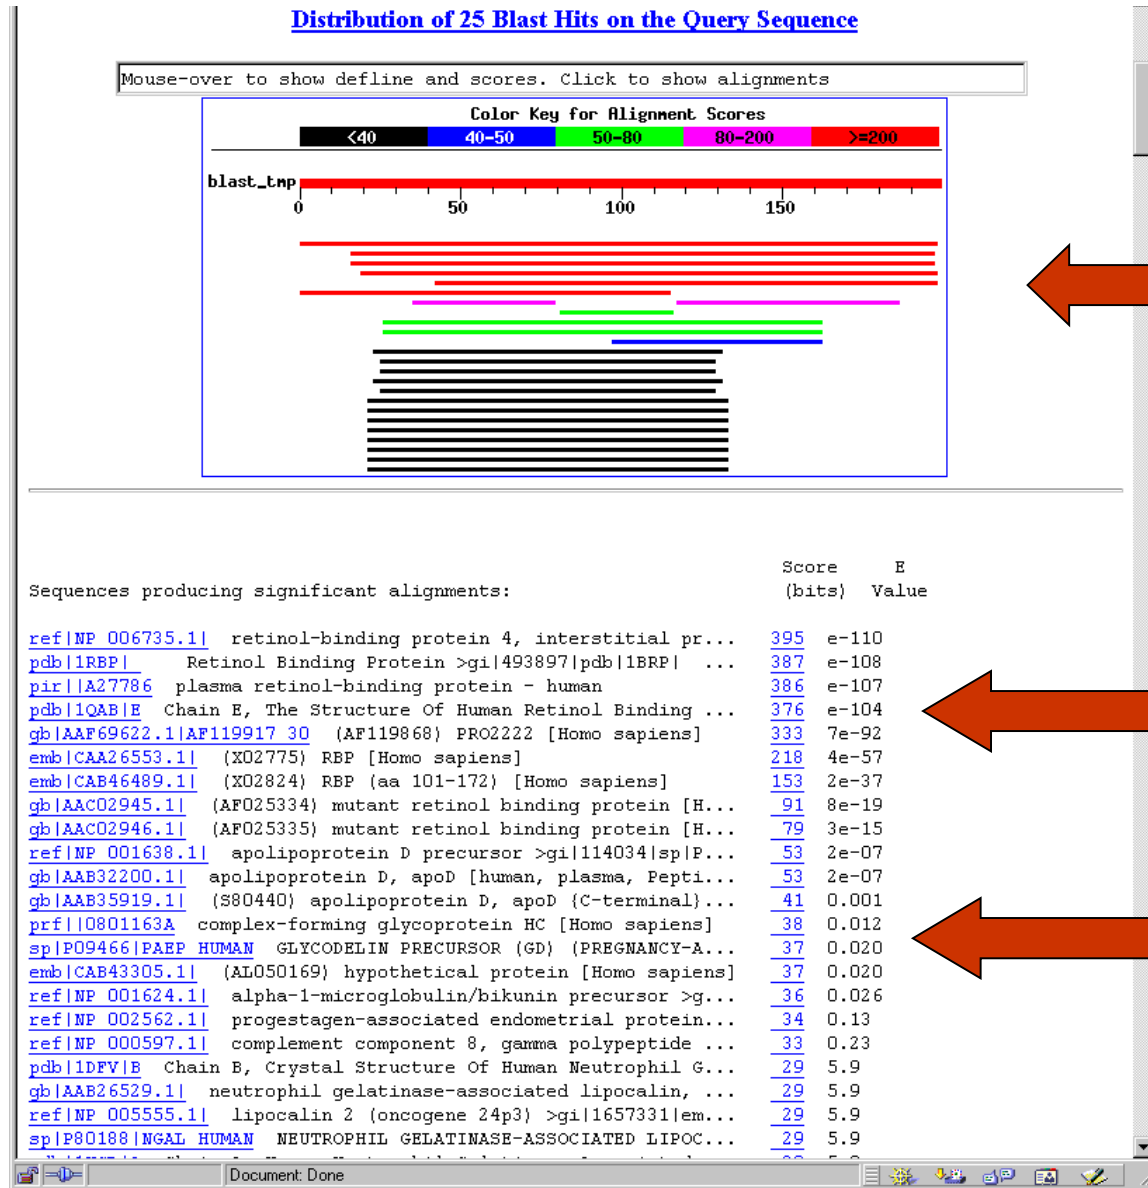 Distribution of 25 Blast Hits on the Query Sequence
Mouse-over to show defline and scores. Click to show alignments
Color Key for Alignment Scores
<40 40-50 50-80 80-200 >=200
blast_tmp
0 50 100 150
Score E
Sequences producing significant alignments: (bits) Value
ref|NP_006735.1| retinol-binding protein 4, interstitial pr... 395 e-110
pdb|1RBP| Retinol Binding Protein >gi|493897|pdb|1BRP| ... 387 e-108
pir||A27786 plasma retinol-binding protein - human 386 e-107
pdb|1QAB|E Chain E, The Structure Of Human Retinol Binding ... 376 e-104
gb|AAF69622.1|AF119917_30 (AF119868) PRO2222 [Homo sapiens] 333 7e-92
emb|CAA26553.1| (X02775) RBP [Homo sapiens] 218 4e-57
emb|CAB46489.1| (X02824) RBP (aa 101-172) [Homo sapiens] 153 2e-37
gb|AAC02945.1| (AF025334) mutant retinol binding protein [H... 91 8e-19
gb|AAC02946.1| (AF025335) mutant retinol binding protein [H... 79 3e-15
ref|NP_001638.1| apolipoprotein D precursor >gi|114034|sp|P... 53 2e-07
gb|AAB32200.1| apolipoprotein D, apoD [human, plasma, Pepti... 53 2e-07
gb|AAB35919.1| (S80440) apolipoprotein D, apoD {C-terminal}... 41 0.001
prf||0801163A complex-forming glycoprotein HC [Homo sapiens] 38 0.012
sp|P09466|PAEP_HUMAN GLYCODELIN PRECURSOR (GD) (PREGNANCY-A... 37 0.020
emb|CAB43305.1| (AL050169) hypothetical protein [Homo sapiens] 37 0.020
ref|NP_001624.1| alpha-1-microglobulin/bikunin precursor >g... 36 0.026
ref|NP_002562.1| progestagen-associated endometrial protein... 34 0.13
ref|NP_000597.1| complement component 8, gamma polypeptide ... 33 0.23
pdb|1DFV|B Chain B, Crystal Structure Of Human Neutrophil G... 29 5.9
gb|AAB26529.1| neutrophil gelatinase-associated lipocalin, ... 29 5.9
ref|NP_005555.1| lipocalin 2 (oncogene 24p3) >gi|1657331|em... 29 5.9
sp|P80188|NGAL_HUMAN NEUTROPHIL GELATINASE-ASSOCIATED LIPOC... 29 5.9
Document: Done